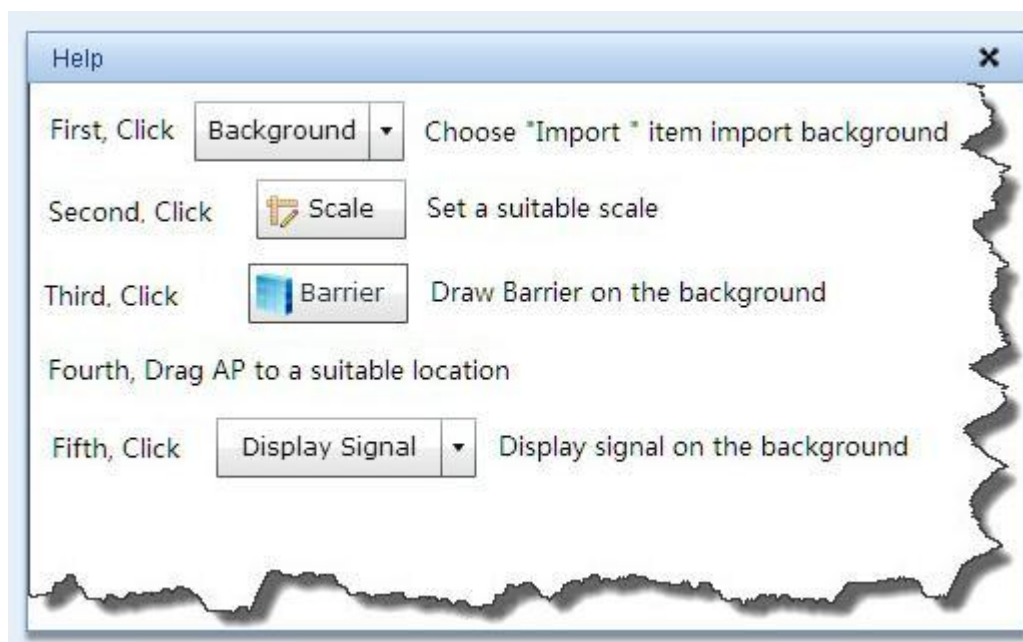 Help
First, Click Background Choose "Import " item import background
Second, Click Scale Set a suitable scale
Third, Click Barrier Draw Barrier on the background
Fourth, Drag AP to a suitable location
Fifth, Click Display Signal Display signal on the background